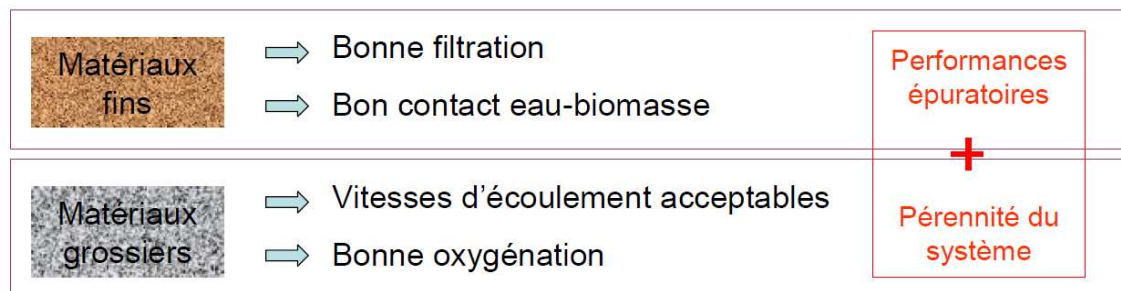 Matériaux
fins
Bonne filtration
Bon contact eau-biomasse
Performances
épuratoires
+
Matériaux
grossiers
Vitesses d'écoulement acceptables
Bonne oxygénation
Pérennité du
système